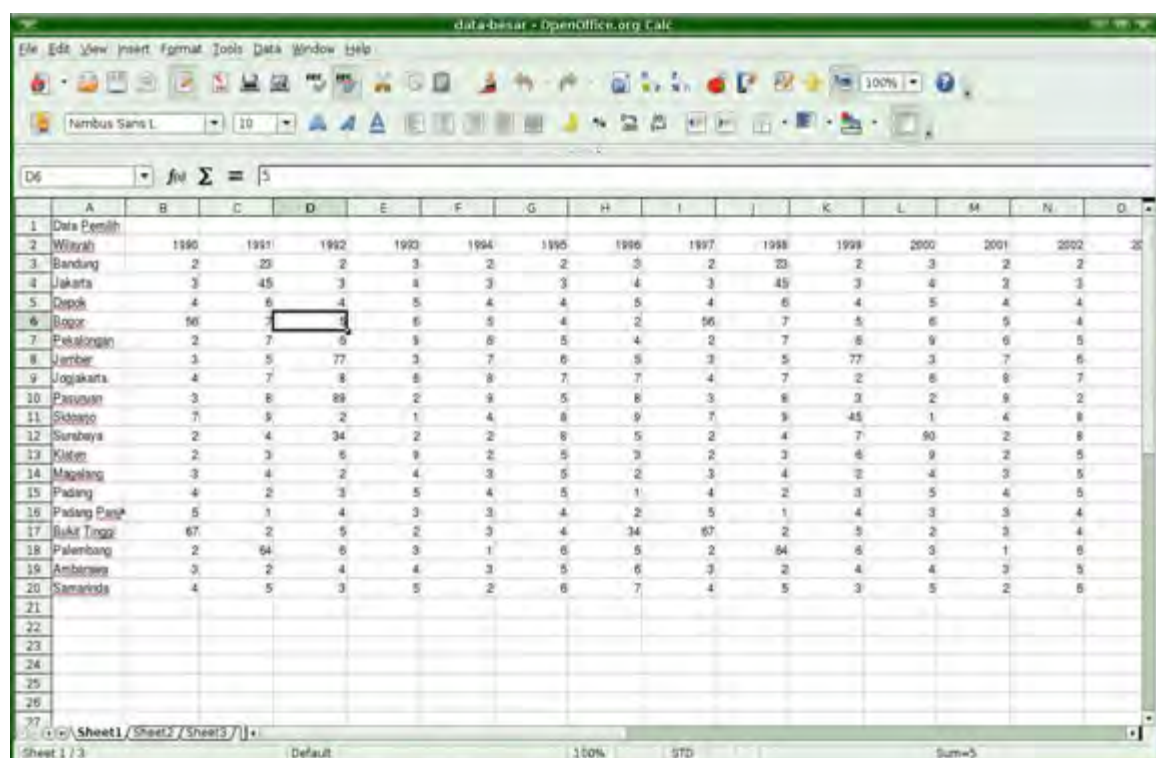 data-besar - OpenOffice.org Calc
File Edit View Insert Format Tools Data Window Help
100%
Nimbus Sans L 10
D6 f(x) Σ = 5
A B C D E F G H I J K L M N O
1 Data Pemilih
2 Wilayah 1990 1991 1992 1993 1994 1995 1996 1997 1998 1999 2000 2001 2002 20
3 Bandung 2 23 2 3 2 2 3 2 23 2 3 2 2
4 Jakarta 3 45 3 4 3 3 4 3 45 3 4 3 3
5 Depok 4 6 4 5 4 4 5 4 6 4 5 4 4
6 Bogor 56 7 5 6 5 4 2 56 7 5 6 5 4
7 Pekalongan 2 7 6 9 6 5 4 2 7 6 9 6 5
8 Jember 3 5 77 3 7 6 5 3 5 77 3 7 6
9 Jogjakarta 4 7 8 6 8 7 7 4 7 2 6 8 7
10 Pasuruan 3 8 89 2 9 5 8 3 8 3 2 9 2
11 Sidoarjo 7 9 2 1 4 8 9 7 9 45 1 4 8
12 Surabaya 2 4 34 2 2 6 5 2 4 7 90 2 8
13 Klaten 2 3 6 9 2 5 3 2 3 6 9 2 5
14 Magelang 3 4 2 4 3 5 2 3 4 2 4 3 5
15 Padang 4 2 3 5 4 5 1 4 2 3 5 4 5
16 Padang Panja 5 1 4 3 3 4 2 5 1 4 3 3 4
17 Bukit Tinggi 67 2 5 2 3 4 34 67 2 5 2 3 4
18 Palembang 2 64 6 3 1 6 5 2 64 6 3 1 6
19 Ambarawa 3 2 4 4 3 5 6 3 2 4 4 3 5
20 Samarinda 4 5 3 5 2 6 7 4 5 3 5 2 6
21
22
23
24
25
26
27
Sheet1 Sheet2 Sheet3
Sheet 1 / 3 Default 100% STD Sum=5